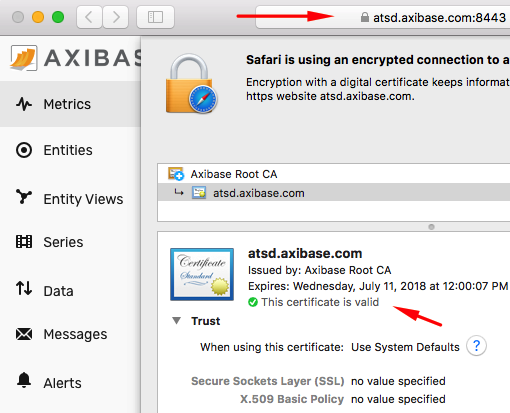 atsd.axibase.com:8443
AXIBASE
Safari is using an encrypted connection to a
Encryption with a digital certificate keeps informat
https website atsd.axibase.com.
Metrics
Entities
Entity Views
Series
Data
Messages
Alerts
Axibase Root CA
atsd.axibase.com
Certificate
Standard
atsd.axibase.com
Issued by: Axibase Root CA
Expires: Wednesday, July 11, 2018 at 12:00:07 PM
This certificate is valid
Trust
When using this certificate: Use System Defaults ?
Secure Sockets Layer (SSL) no value specified
X.509 Basic Policy no value specified